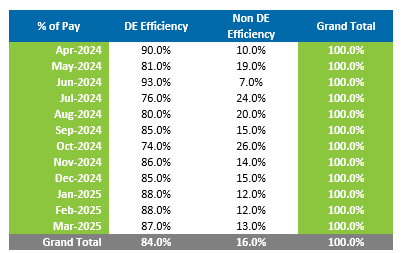 % of Pay DE Efficiency Non DE Efficiency Grand Total
Apr-2024 90.0% 10.0% 100.0%
May-2024 81.0% 19.0% 100.0%
Jun-2024 93.0% 7.0% 100.0%
Jul-2024 76.0% 24.0% 100.0%
Aug-2024 80.0% 20.0% 100.0%
Sep-2024 85.0% 15.0% 100.0%
Oct-2024 74.0% 26.0% 100.0%
Nov-2024 86.0% 14.0% 100.0%
Dec-2024 85.0% 15.0% 100.0%
Jan-2025 88.0% 12.0% 100.0%
Feb-2025 88.0% 12.0% 100.0%
Mar-2025 87.0% 13.0% 100.0%
Grand Total 84.0% 16.0% 100.0%